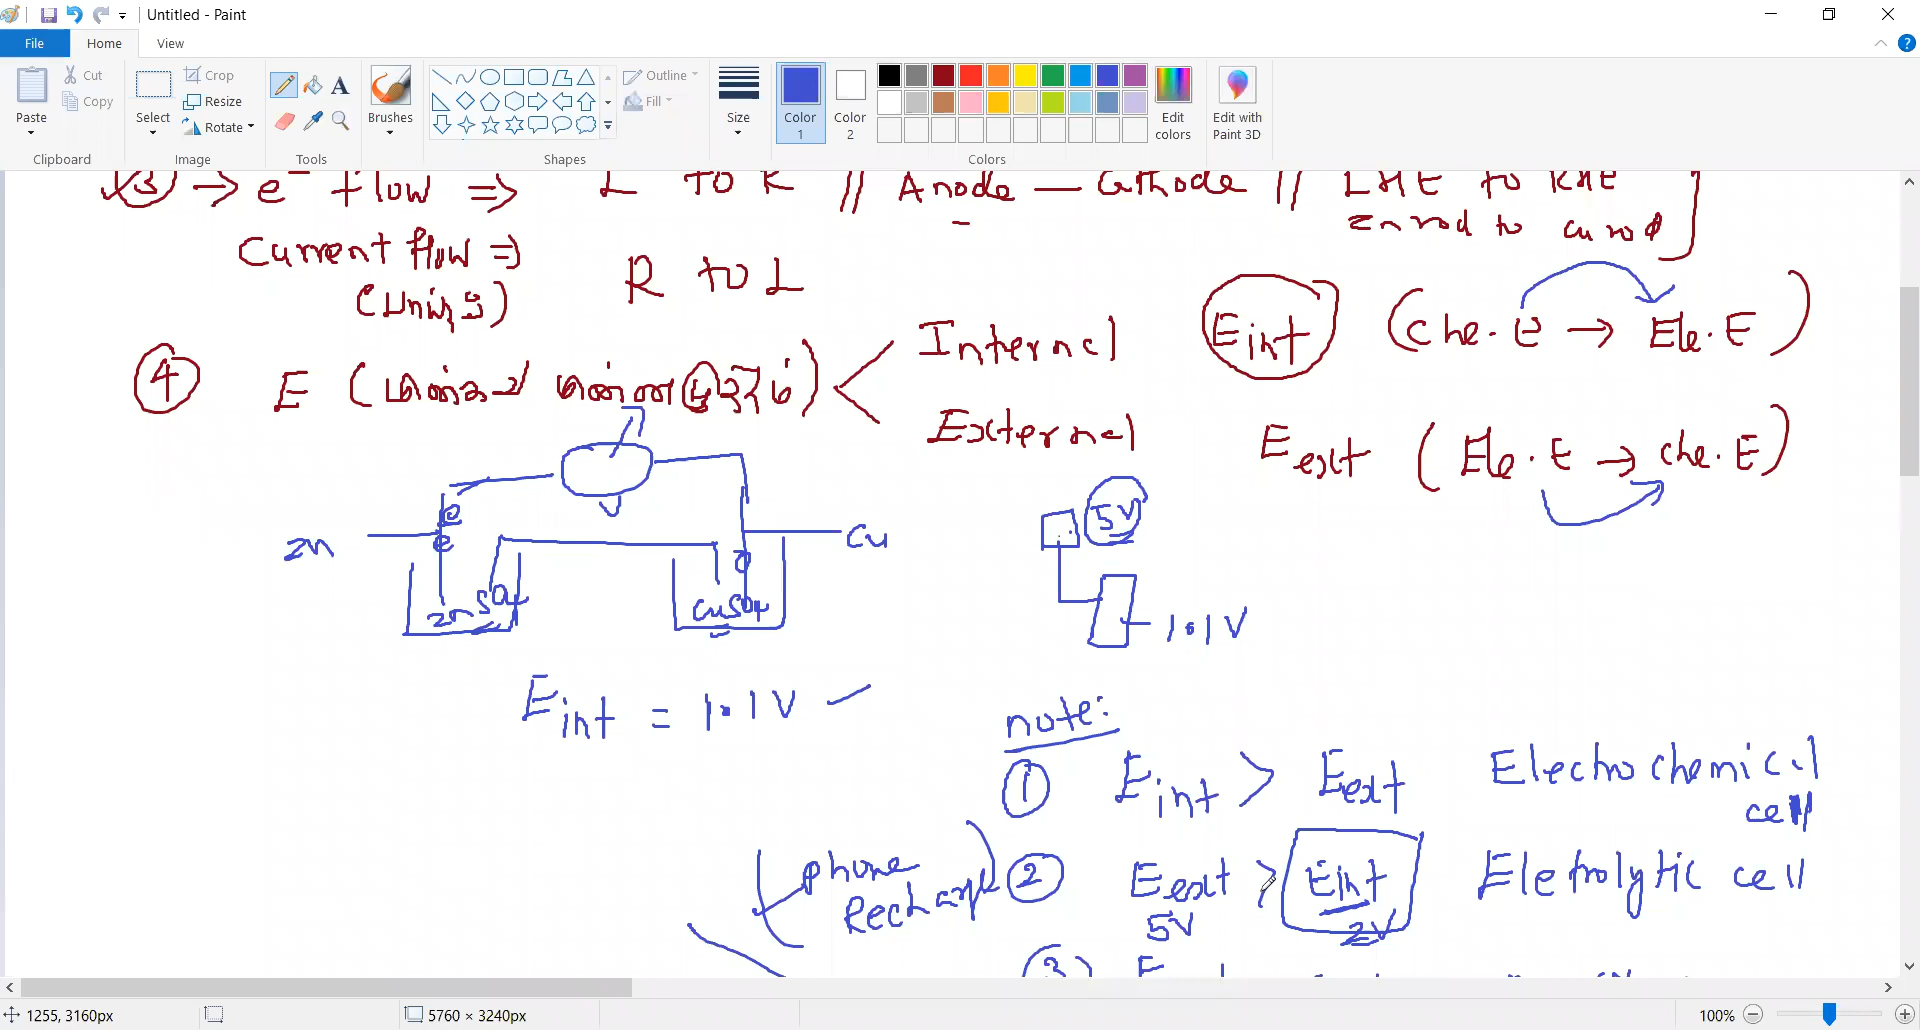 Untitled - Paint
File Home View
Cut
Copy
Paste
Clipboard
Crop
Resize
Rotate
Select
Image
Tools
Brushes
Shapes
Outline
Fill
Size
Color 1
Color 2
Colors
Edit colors
Edit with Paint 3D
(3) → e⁻ flow ⇒ L to R // Anode — Cathode // LHE to RHE
Zn rod to Cu rod
Current flow ⇒ R to L
4 E
Internal
External
Eint (Che. E → Ele. E)
Eext (Ele. E → Che. E)
V
e
e
Zn
Cu
ZnSO4
CuSO4
5V
1.1V
Eint = 1.1V
note:
1 Eint > Eext Electrochemical cell
2 Eext > Eint Eletrolytic cell
5V 2V
(phone Recharge)
(3)
1255, 3160px
5760 × 3240px
100%